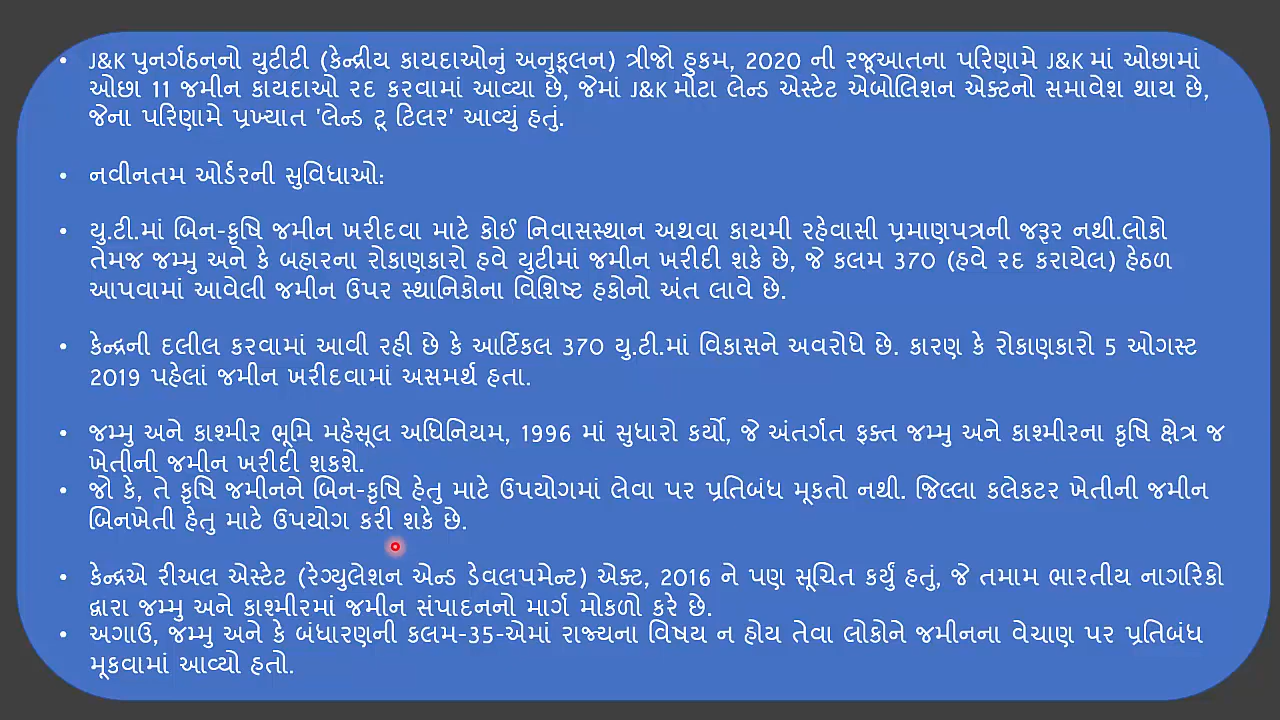 • J&K પુનર્ગઠનનો યુટીટી (કેન્દ્રીય કાયદાઓનું અનુકૂલન) ત્રીજો હુકમ, 2020 ની રજૂઆતના પરિણામે J&K માં ઓછામાં
ઓછા 11 જમીન કાયદાઓ રદ કરવામાં આવ્યા છે, જેમાં J&K મોટા લેન્ડ એસ્ટેટ એબોલિશન એક્ટનો સમાવેશ થાય છે,
જેના પરિણામે પ્રખ્યાત 'લેન્ડ ટૂ ટિલર' આવ્યું હતું.
• નવીનતમ ઓર્ડરની સુવિધાઓ:
• યુ.ટી.માં બિન-કૃષિ જમીન ખરીદવા માટે કોઈ નિવાસસ્થાન અથવા કાયમી રહેવાસી પ્રમાણપત્રની જરૂર નથી.લોકો
તેમજ જમ્મુ અને કે બહારના રોકાણકારો હવે યુટીમાં જમીન ખરીદી શકે છે, જે કલમ 370 (હવે રદ કરાયેલ) હેઠળ
આપવામાં આવેલી જમીન ઉપર સ્થાનિકોના વિશિષ્ટ હકોનો અંત લાવે છે.
• કેન્દ્રની દલીલ કરવામાં આવી રહી છે કે આર્ટિકલ 370 યુ.ટી.માં વિકાસને અવરોધે છે. કારણ કે રોકાણકારો 5 ઓગસ્ટ
2019 પહેલાં જમીન ખરીદવામાં અસમર્થ હતા.
• જમ્મુ અને કાશ્મીર ભૂમિ મહેસૂલ અધિનિયમ, 1996 માં સુધારો કર્યો, જે અંતર્ગત ફક્ત જમ્મુ અને કાશ્મીરના કૃષિ ક્ષેત્ર જ
ખેતીની જમીન ખરીદી શકશે.
• જો કે, તે કૃષિ જમીનને બિન-કૃષિ હેતુ માટે ઉપયોગમાં લેવા પર પ્રતિબંધ મૂકતો નથી. જિલ્લા કલેકટર ખેતીની જમીન
બિનખેતી હેતુ માટે ઉપયોગ કરી શકે છે.
• કેન્દ્રએ રીઅલ એસ્ટેટ (રેગ્યુલેશન એન્ડ ડેવલપમેન્ટ) એક્ટ, 2016 ને પણ સૂચિત કર્યું હતું, જે તમામ ભારતીય નાગરિકો
દ્વારા જમ્મુ અને કાશ્મીરમાં જમીન સંપાદનનો માર્ગ મોકળો કરે છે.
• અગાઉ, જમ્મુ અને કે બંધારણની કલમ-35-એમાં રાજ્યના વિષય ન હોય તેવા લોકોને જમીનના વેચાણ પર પ્રતિબંધ
મૂકવામાં આવ્યો હતો.